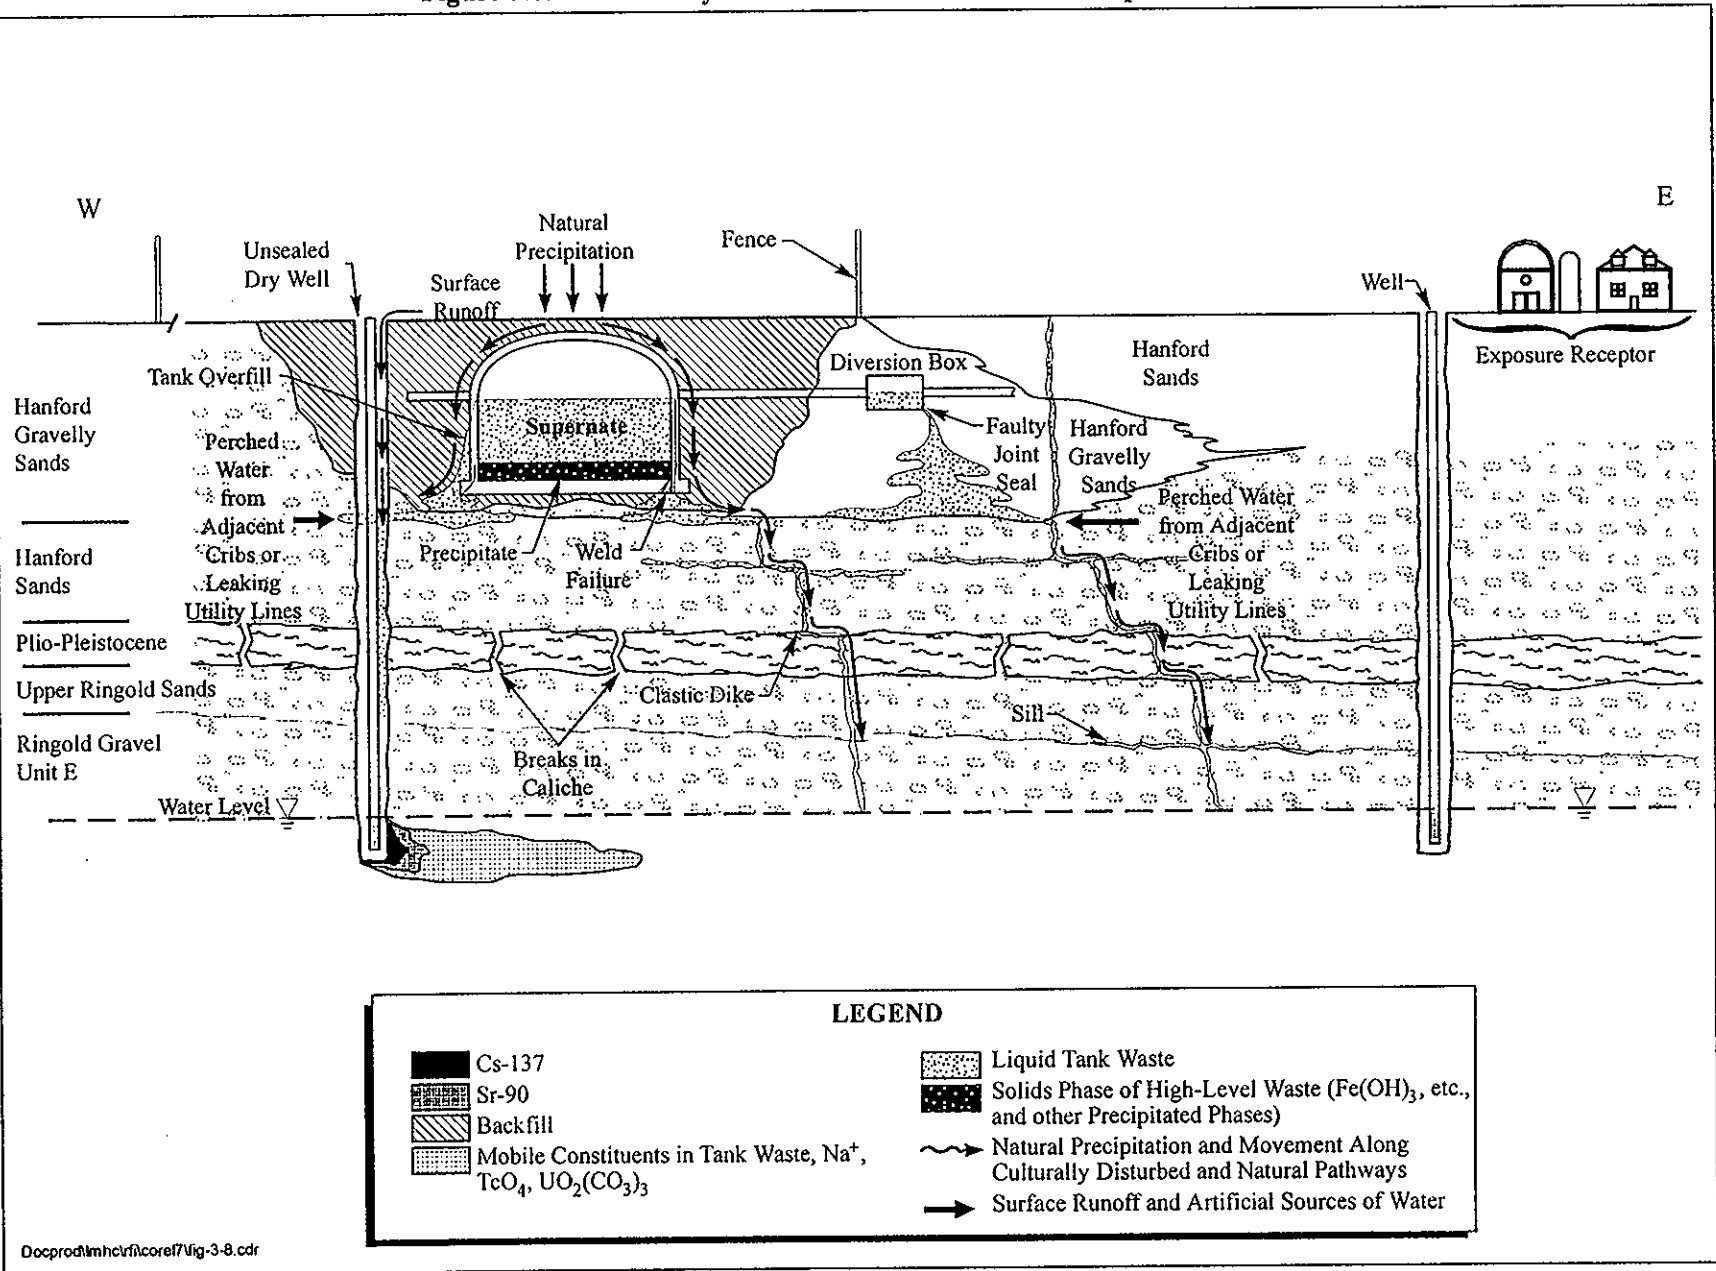 W
E
Unsealed
Dry Well
Natural
Precipitation
Surface
Runoff
Fence
Well
Exposure Receptor
Tank Overfill
Diversion Box
Hanford
Sands
Hanford
Gravelly
Sands
Perched
Water
from
Adjacent
Cribs or
Leaking
Utility Lines
Supernate
Faulty
Joint
Seal
Hanford
Gravelly
Sands
Perched Water
from Adjacent
Cribs or
Leaking
Utility Lines
Precipitate
Weld
Failure
Hanford
Sands
Plio-Pleistocene
Upper Ringold Sands
Clastic Dike
Sill
Ringold Gravel
Unit E
Breaks in
Caliche
Water Level
LEGEND
Cs-137
Sr-90
Backfill
Mobile Constituents in Tank Waste, Na+,
TcO4, UO2(CO3)3
Liquid Tank Waste
Solids Phase of High-Level Waste (Fe(OH)3, etc.,
and other Precipitated Phases)
Natural Precipitation and Movement Along
Culturally Disturbed and Natural Pathways
Surface Runoff and Artificial Sources of Water
Docprod\lmhc\rfi\corel7\fig-3-8.cdr